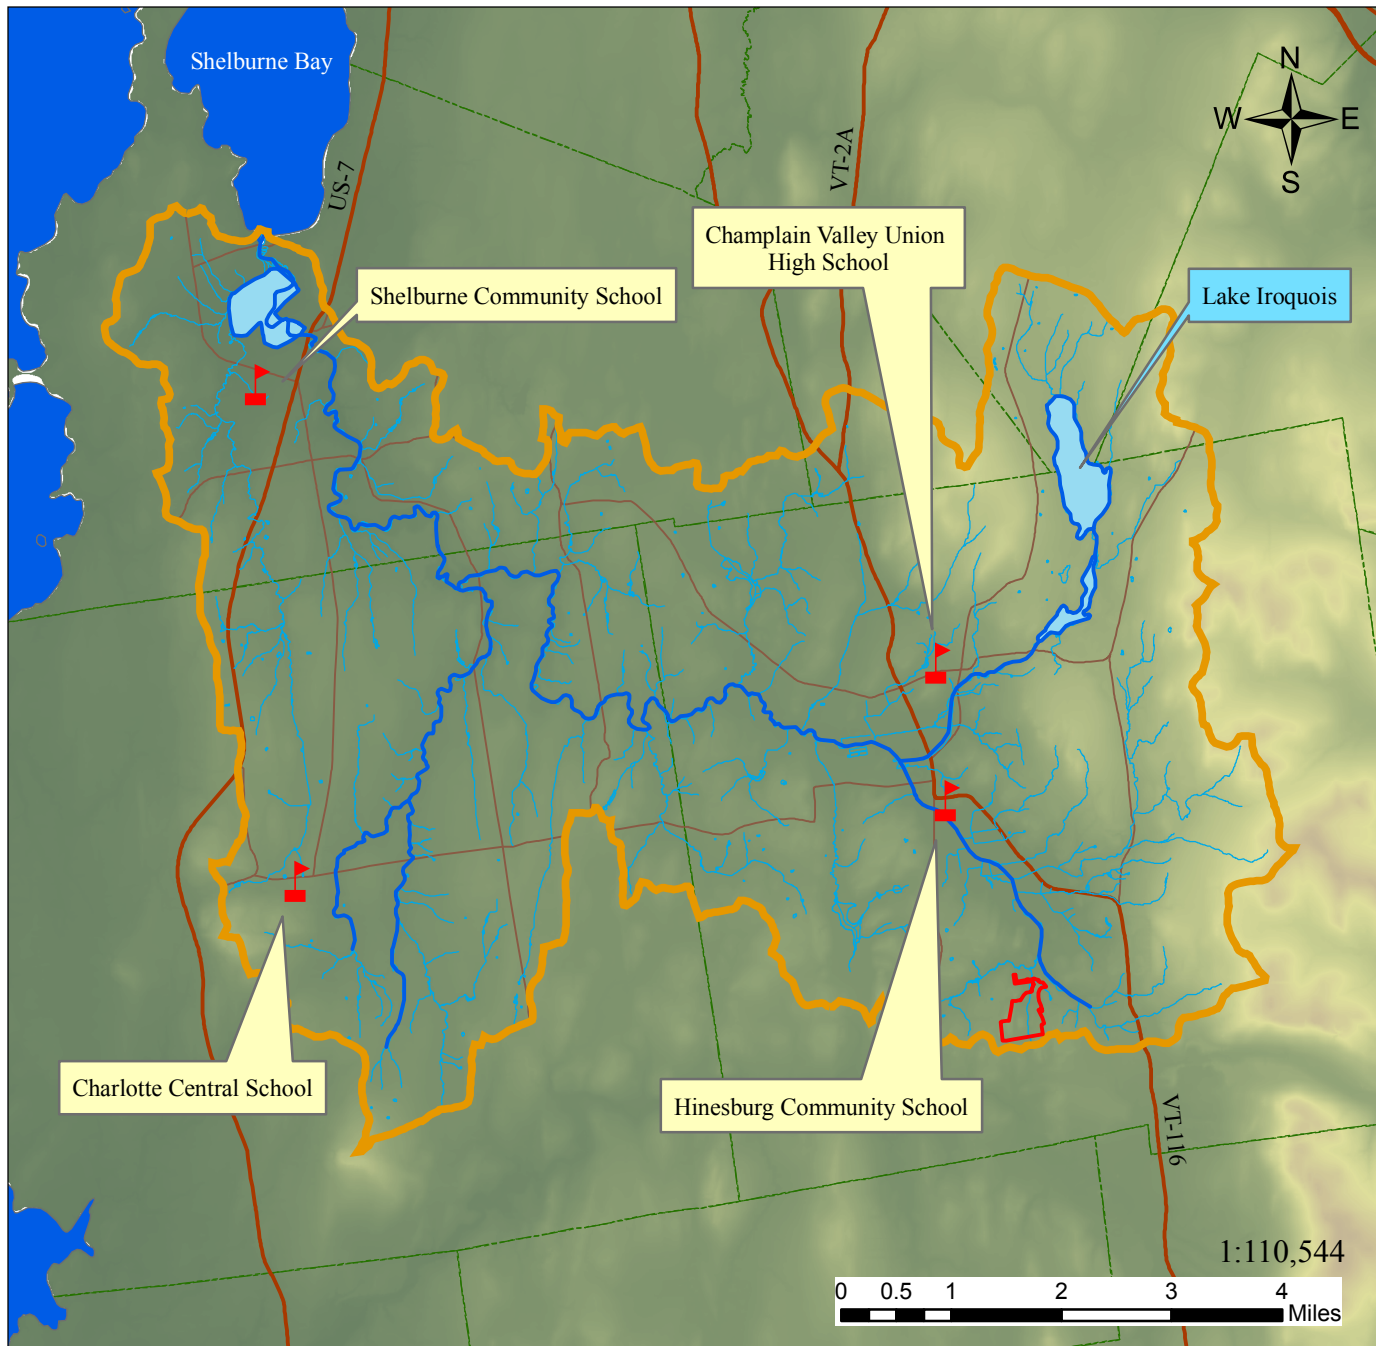 Shelburne Bay
N
W
E
S
US-7
VT-2A
Champlain Valley Union
High School
Shelburne Community School
Lake Iroquois
Charlotte Central School
Hinesburg Community School
VT-116
1:110,544
0 0.5 1 2 3 4
Miles